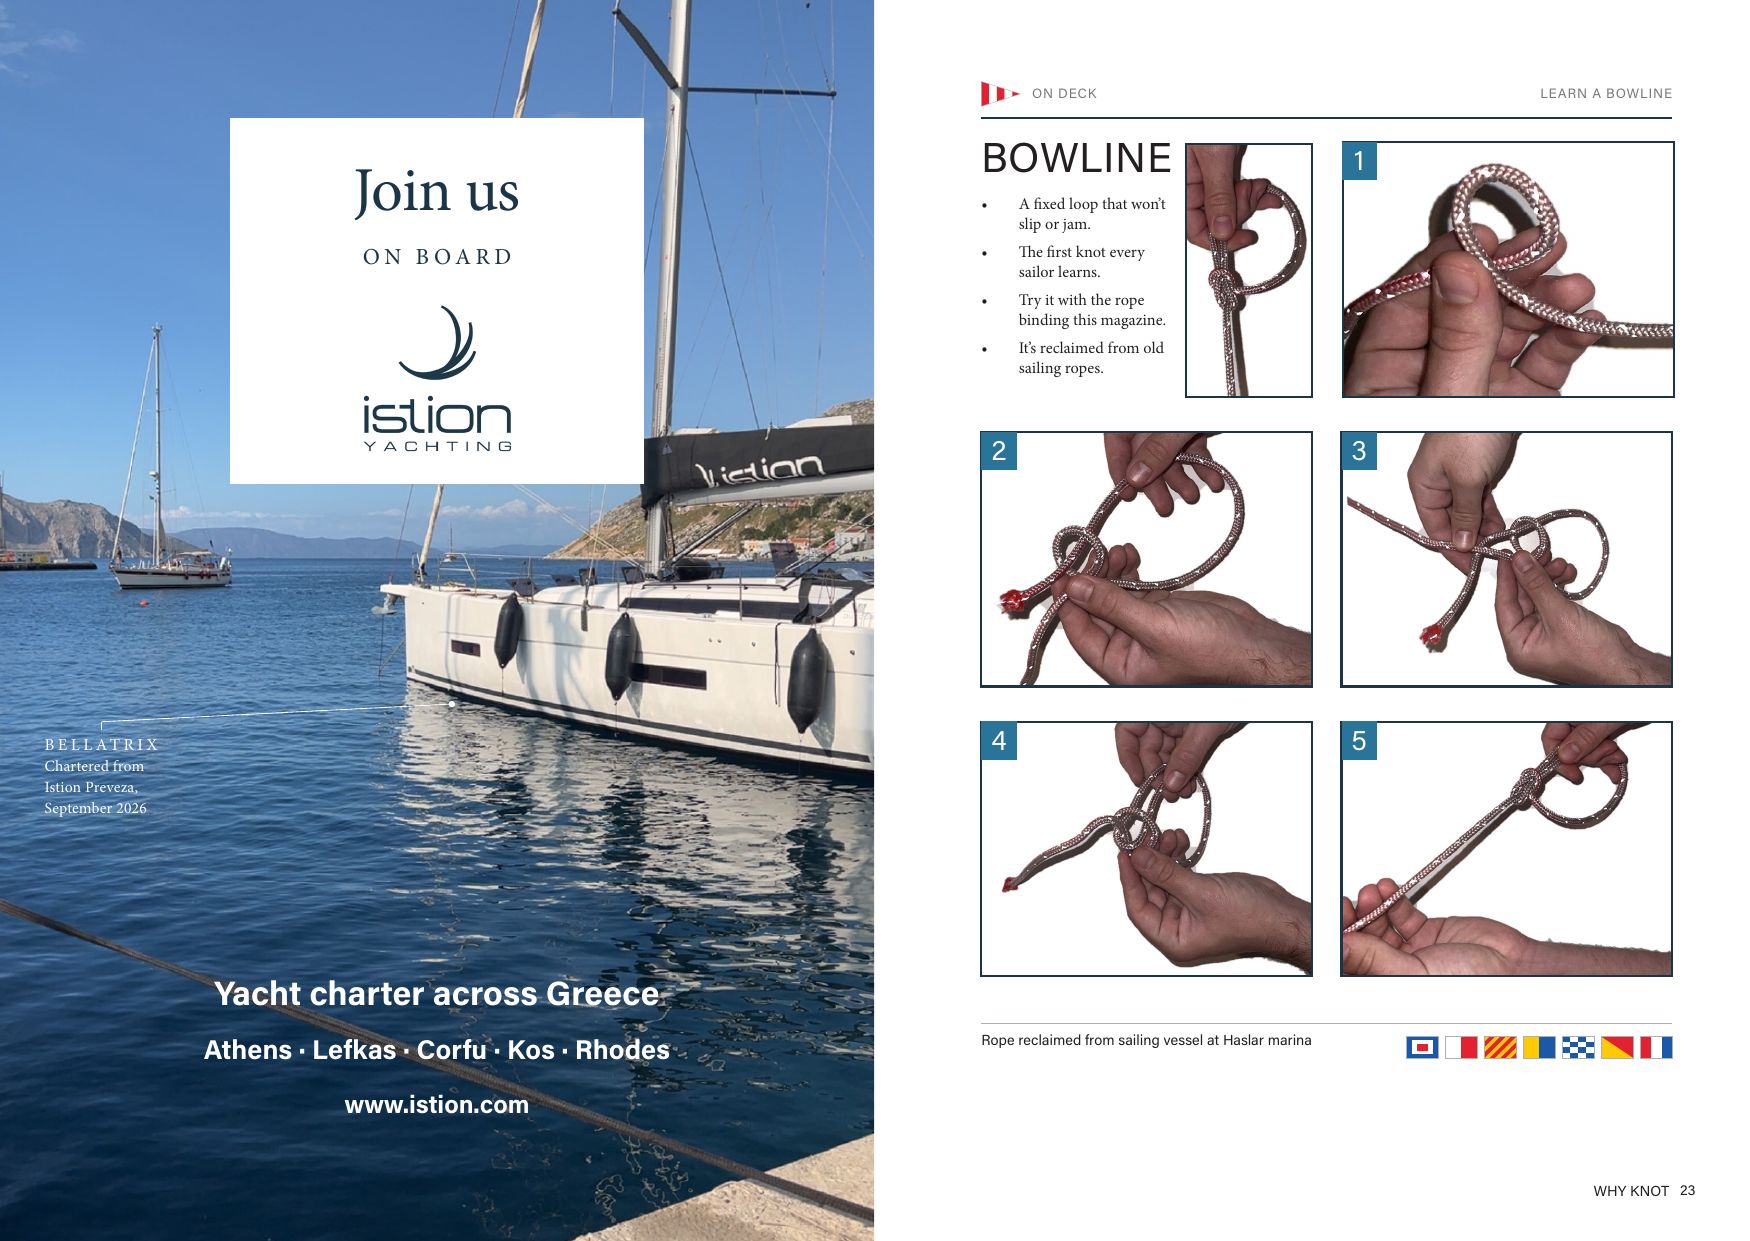 Join us
ON BOARD
istion
YACHTING
istion
BELLATRIX
Chartered from
Istion Preveza,
September 2026
Yacht charter across Greece
Athens · Lefkas · Corfu · Kos · Rhodes
www.istion.com
ON DECK
LEARN A BOWLINE
BOWLINE
• A fixed loop that won’t
slip or jam.
• The first knot every
sailor learns.
• Try it with the rope
binding this magazine.
• It’s reclaimed from old
sailing ropes.
1
2
3
4
5
Rope reclaimed from sailing vessel at Haslar marina
WHY KNOT 23